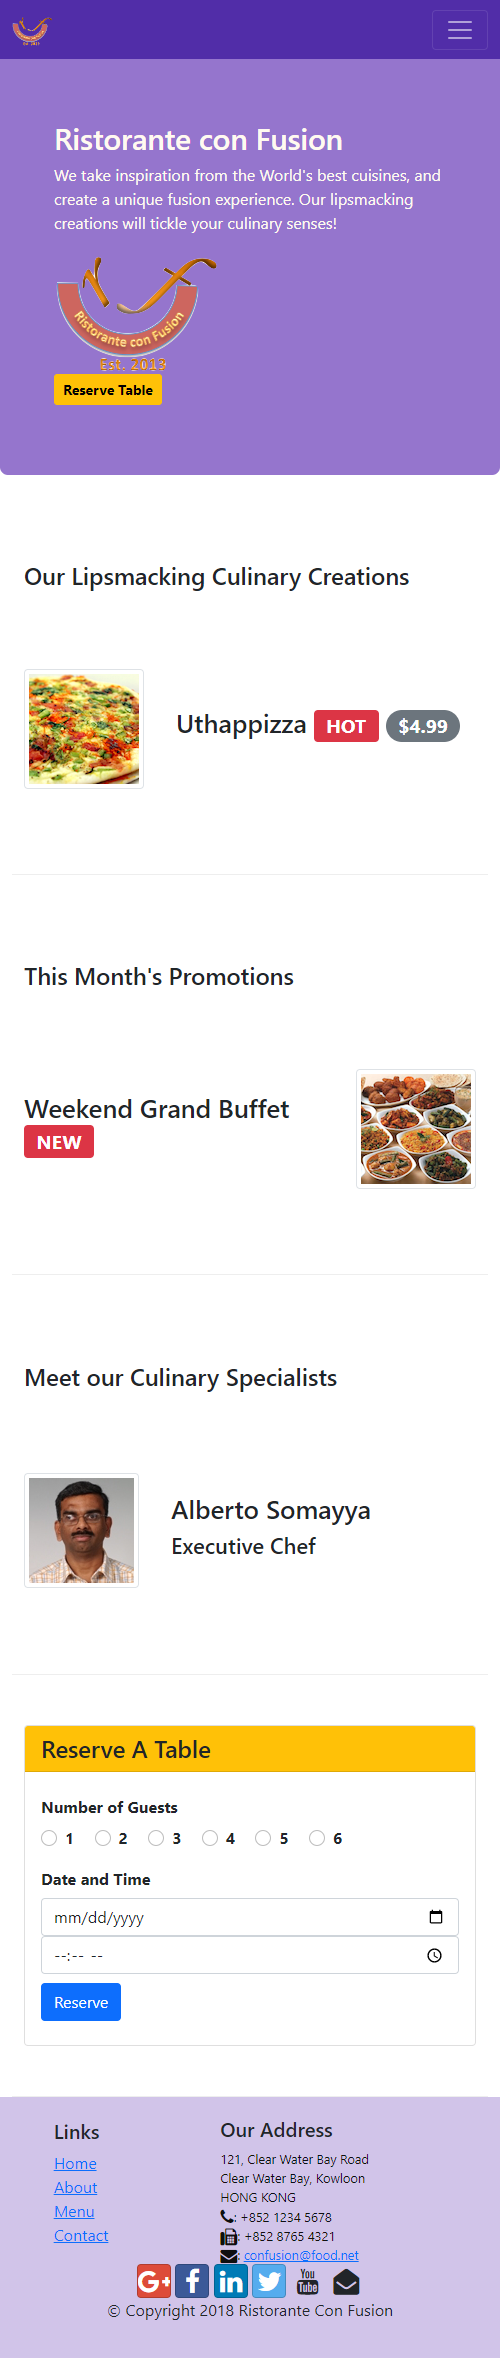 Ristorante con Fusion
We take inspiration from the World's best cuisines, and
create a unique fusion experience. Our lipsmacking
creations will tickle your culinary senses!
Ristorante con Fusion
Est. 2013
Reserve Table
Our Lipsmacking Culinary Creations
Uthappizza HOT $4.99
This Month's Promotions
Weekend Grand Buffet
NEW
Meet our Culinary Specialists
Alberto Somayya
Executive Chef
Reserve A Table
Number of Guests
1 2 3 4 5 6
Date and Time
mm/dd/yyyy
--:-- --
Reserve
Links
Home
About
Menu
Contact
Our Address
121, Clear Water Bay Road
Clear Water Bay, Kowloon
HONG KONG
: +852 1234 5678
: +852 8765 4321
: confusion@food.net
G+ f in You Tube
© Copyright 2018 Ristorante Con Fusion